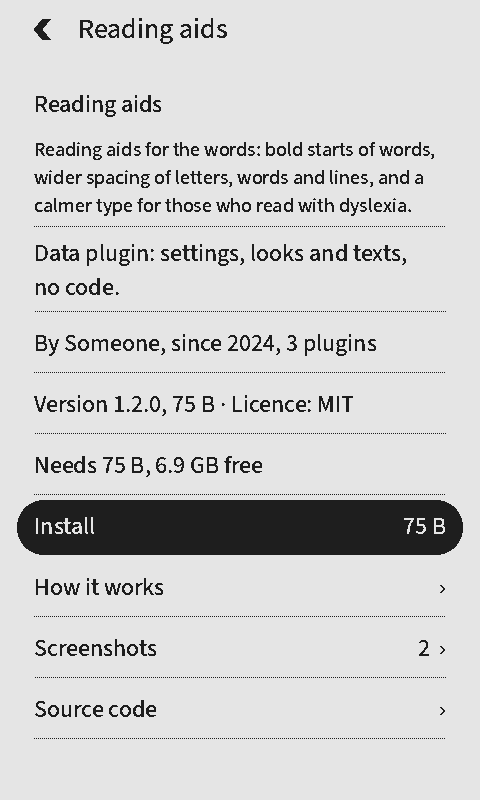 Reading aids
Reading aids
Reading aids for the words: bold starts of words,
wider spacing of letters, words and lines, and a
calmer type for those who read with dyslexia.
Data plugin: settings, looks and texts,
no code.
By Someone, since 2024, 3 plugins
Version 1.2.0, 75 B · Licence: MIT
Needs 75 B, 6.9 GB free
Install 75 B
How it works ›
Screenshots 2 ›
Source code ›